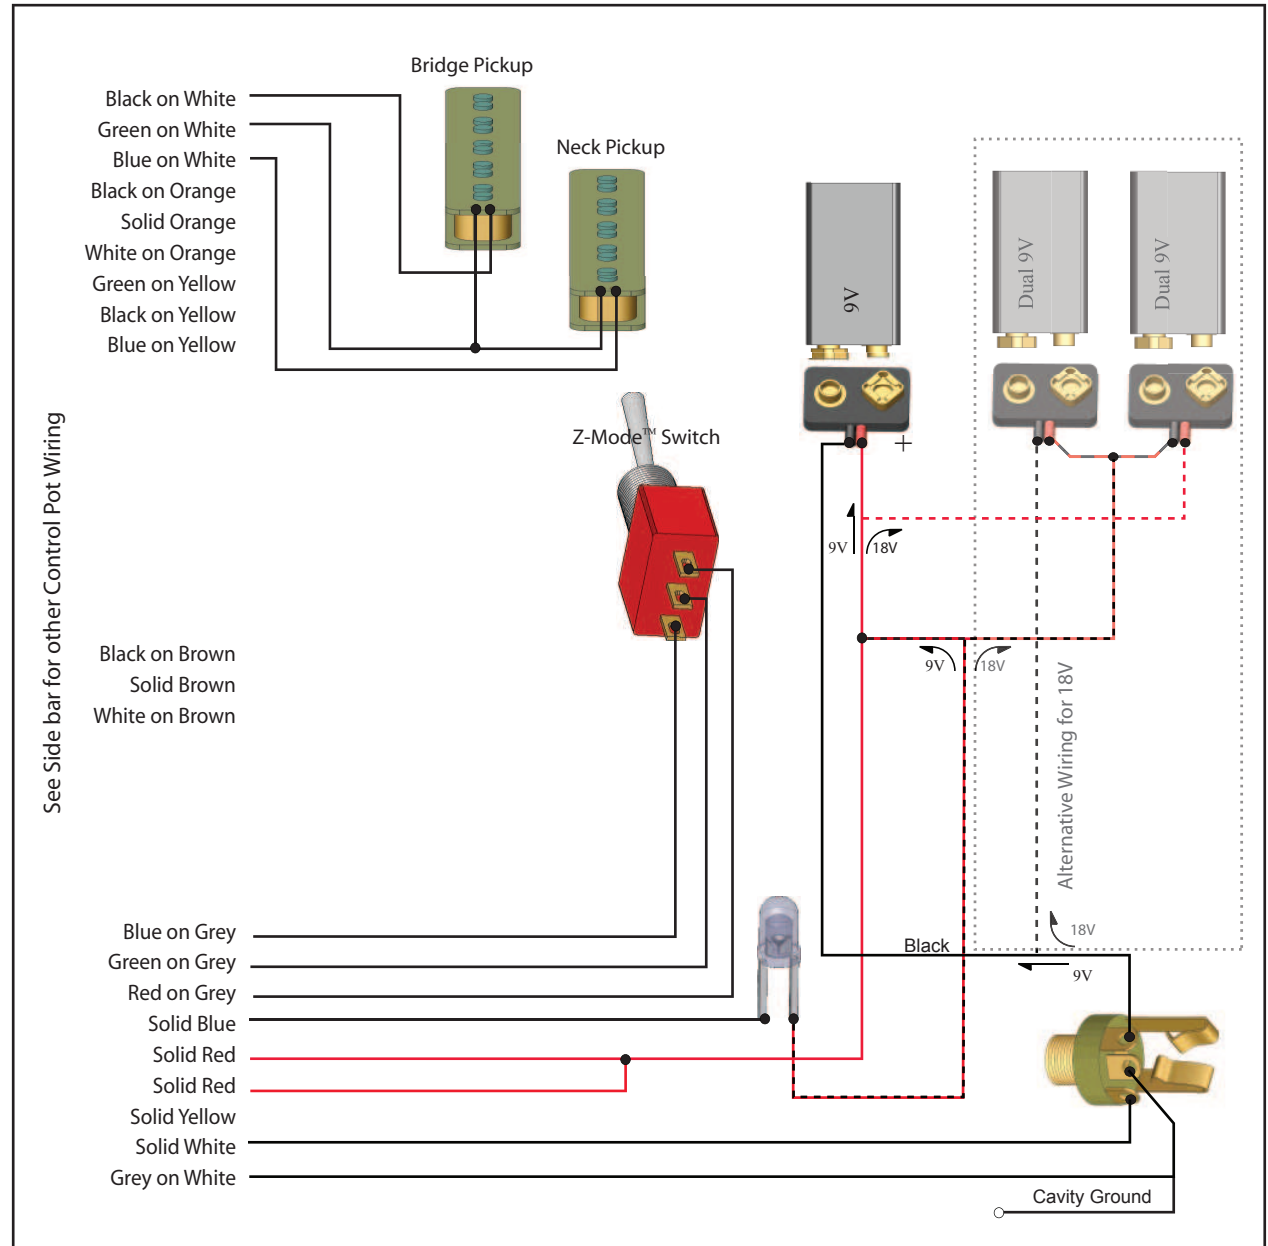 Bridge Pickup
Neck Pickup
Black on White
Green on White
Blue on White
Black on Orange
Solid Orange
White on Orange
Green on Yellow
Black on Yellow
Blue on Yellow
See Side bar for other Control Pot Wiring
Z-Mode™ Switch
9V
+
Dual 9V
Dual 9V
9V
18V
9V
18V
Alternative Wiring for 18V
Black on Brown
Solid Brown
White on Brown
Blue on Grey
Green on Grey
Red on Grey
Solid Blue
Solid Red
Solid Red
Solid Yellow
Solid White
Grey on White
Black
18V
9V
Cavity Ground